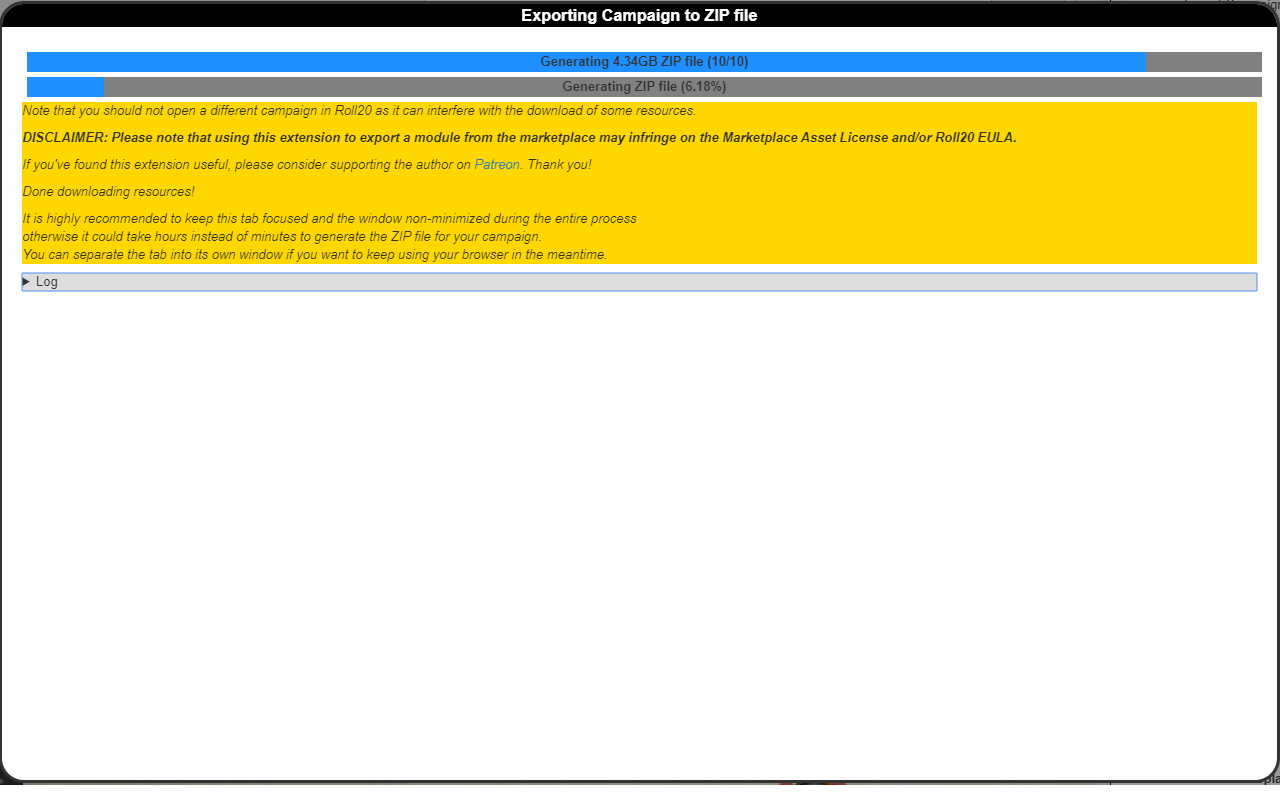 Exporting Campaign to ZIP file
Generating 4.34GB ZIP file (10/10)
Generating ZIP file (6.18%)
Note that you should not open a different campaign in Roll20 as it can interfere with the download of some resources.
DISCLAIMER: Please note that using this extension to export a module from the marketplace may infringe on the Marketplace Asset License and/or Roll20 EULA.
If you've found this extension useful, please consider supporting the author on Patreon. Thank you!
Done downloading resources!
It is highly recommended to keep this tab focused and the window non-minimized during the entire process
otherwise it could take hours instead of minutes to generate the ZIP file for your campaign.
You can separate the tab into its own window if you want to keep using your browser in the meantime.
Log